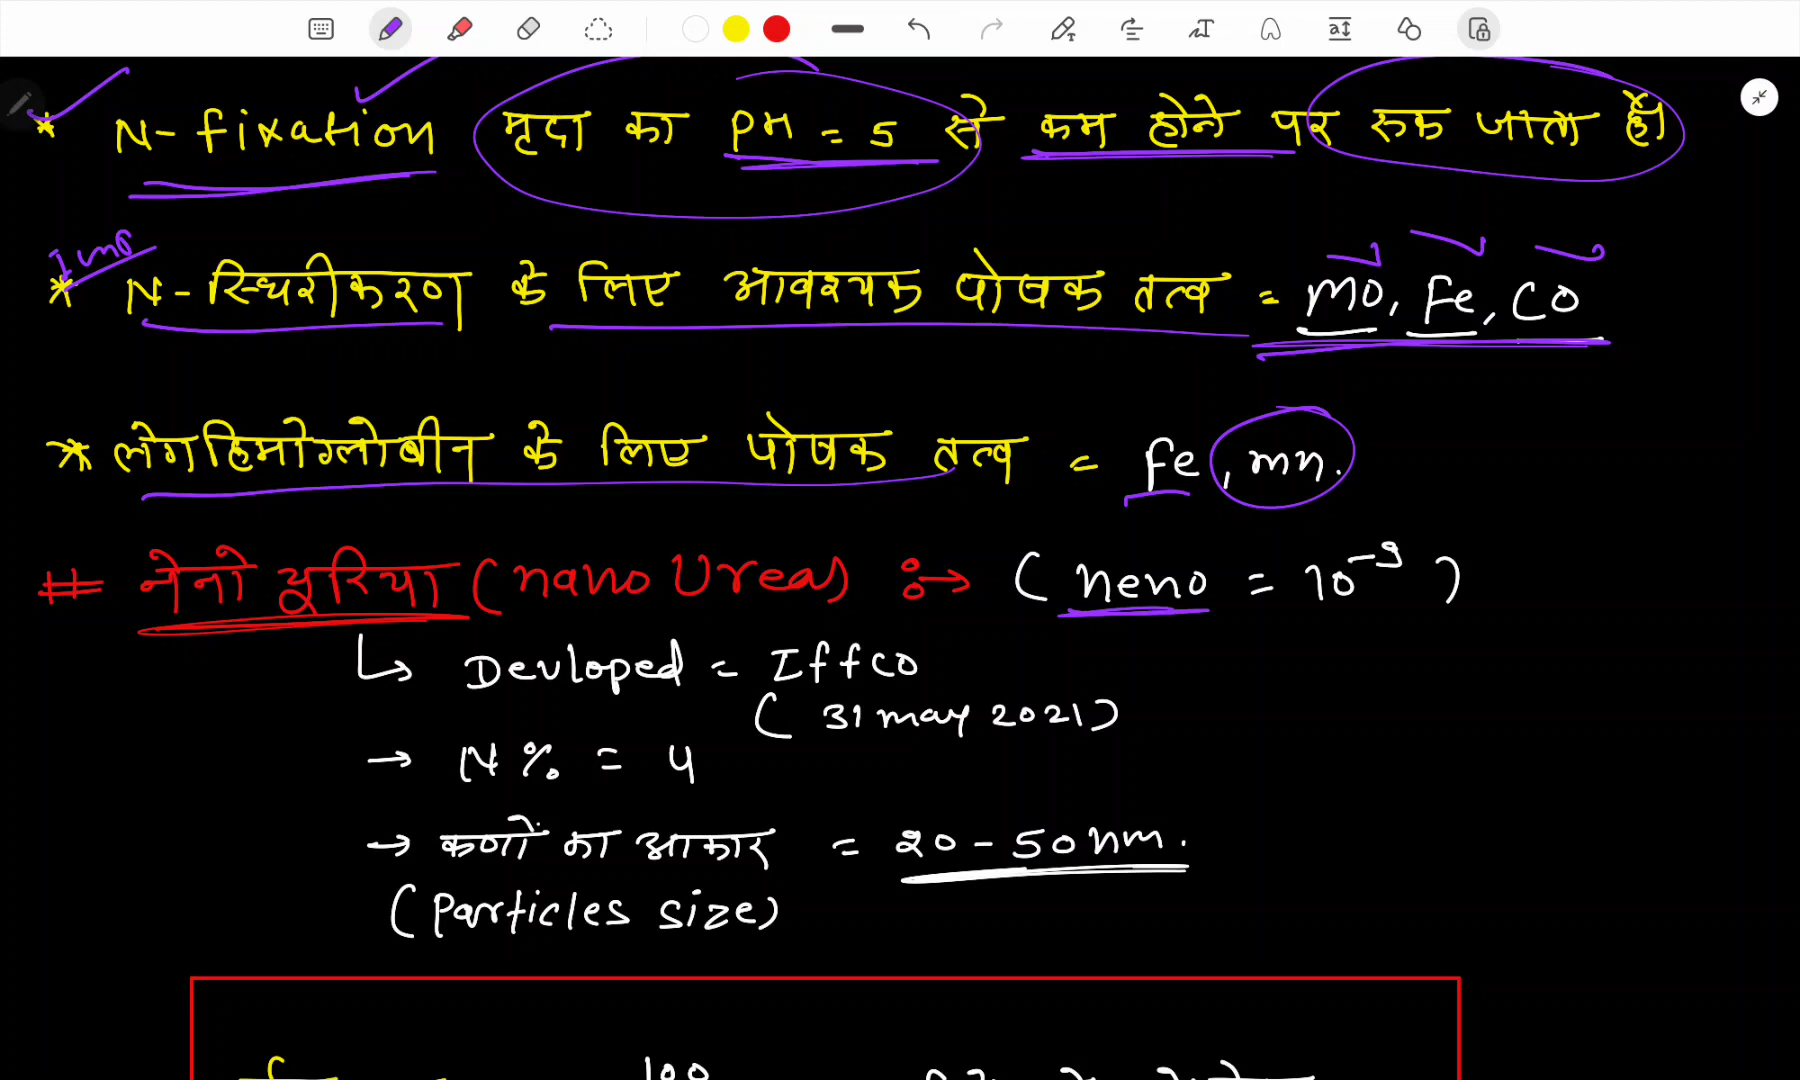 * N-fixation मृदा का PH = 5 से कम होने पर रुक जाता है।
Imp
* N-स्थिरीकरण के लिए आवश्यक पोषक तत्व = MO, Fe, CO
* लेगहिमोग्लोबीन के लिए पोषक तत्व = fe, mn.
# नेनो यूरिया (nano Urea) :→ (neno = 10⁻⁹)
↳ Devloped = Iffco
(31 may 2021)
→ N % = 4
→ कणों का आकार = 20-50nm.
(Particles size)
100